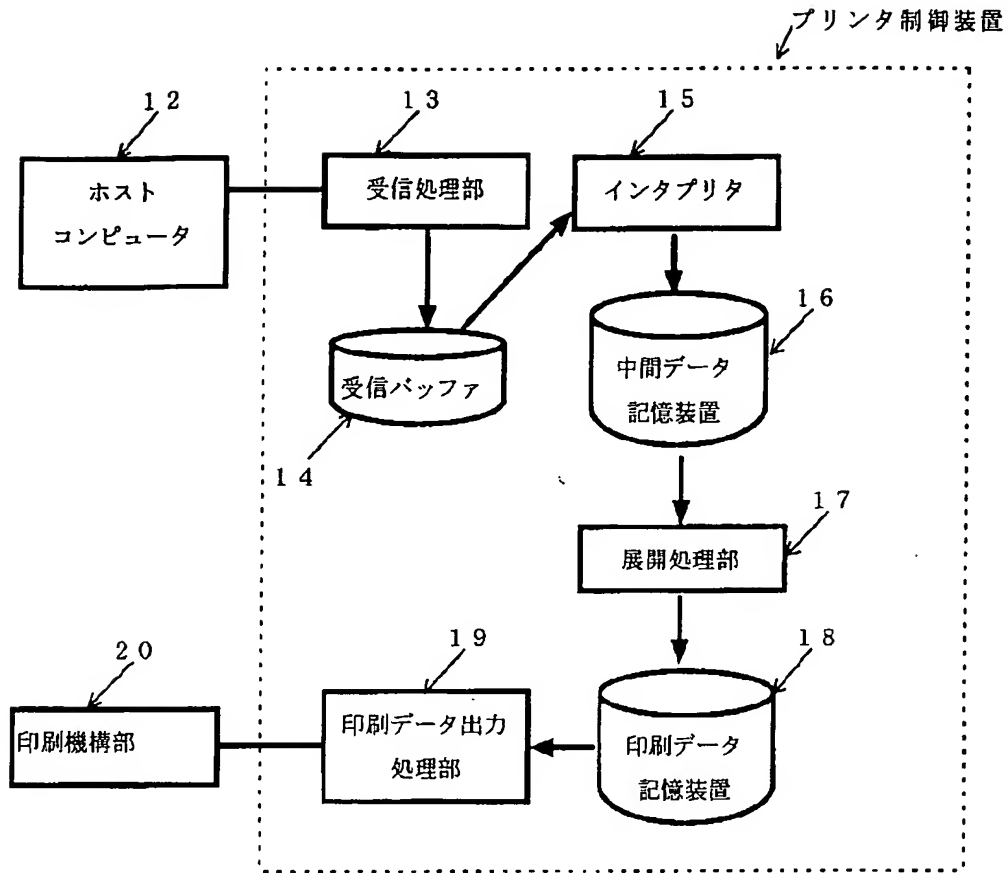 プリンタ制御装置
12
13
15
ホスト
コンピュータ
受信処理部
インタプリタ
16
受信バッファ
中間データ
記憶装置
14
17
展開処理部
18
19
20
印刷機構部
印刷データ出力
処理部
印刷データ
記憶装置